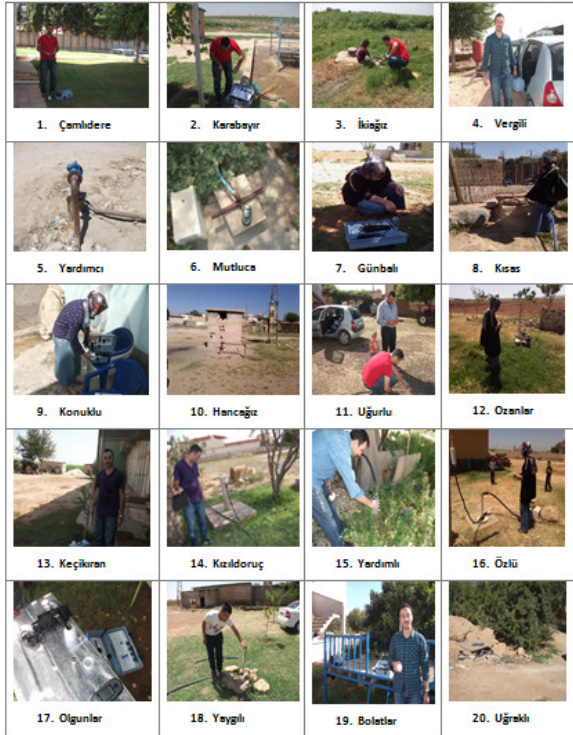 1. Çamlıdere
2. Karabayır
3. İkiağız
4. Vergili
5. Yardımcı
6. Mutluca
7. Günbalı
8. Kısas
9. Konuklu
10. Hancağız
11. Uğurlu
12. Ozanlar
13. Keçikıran
14. Kızıldoruç
15. Yardımlı
16. Özlü
17. Olgunlar
18. Yaygılı
19. Bolatlar
20. Uğraklı